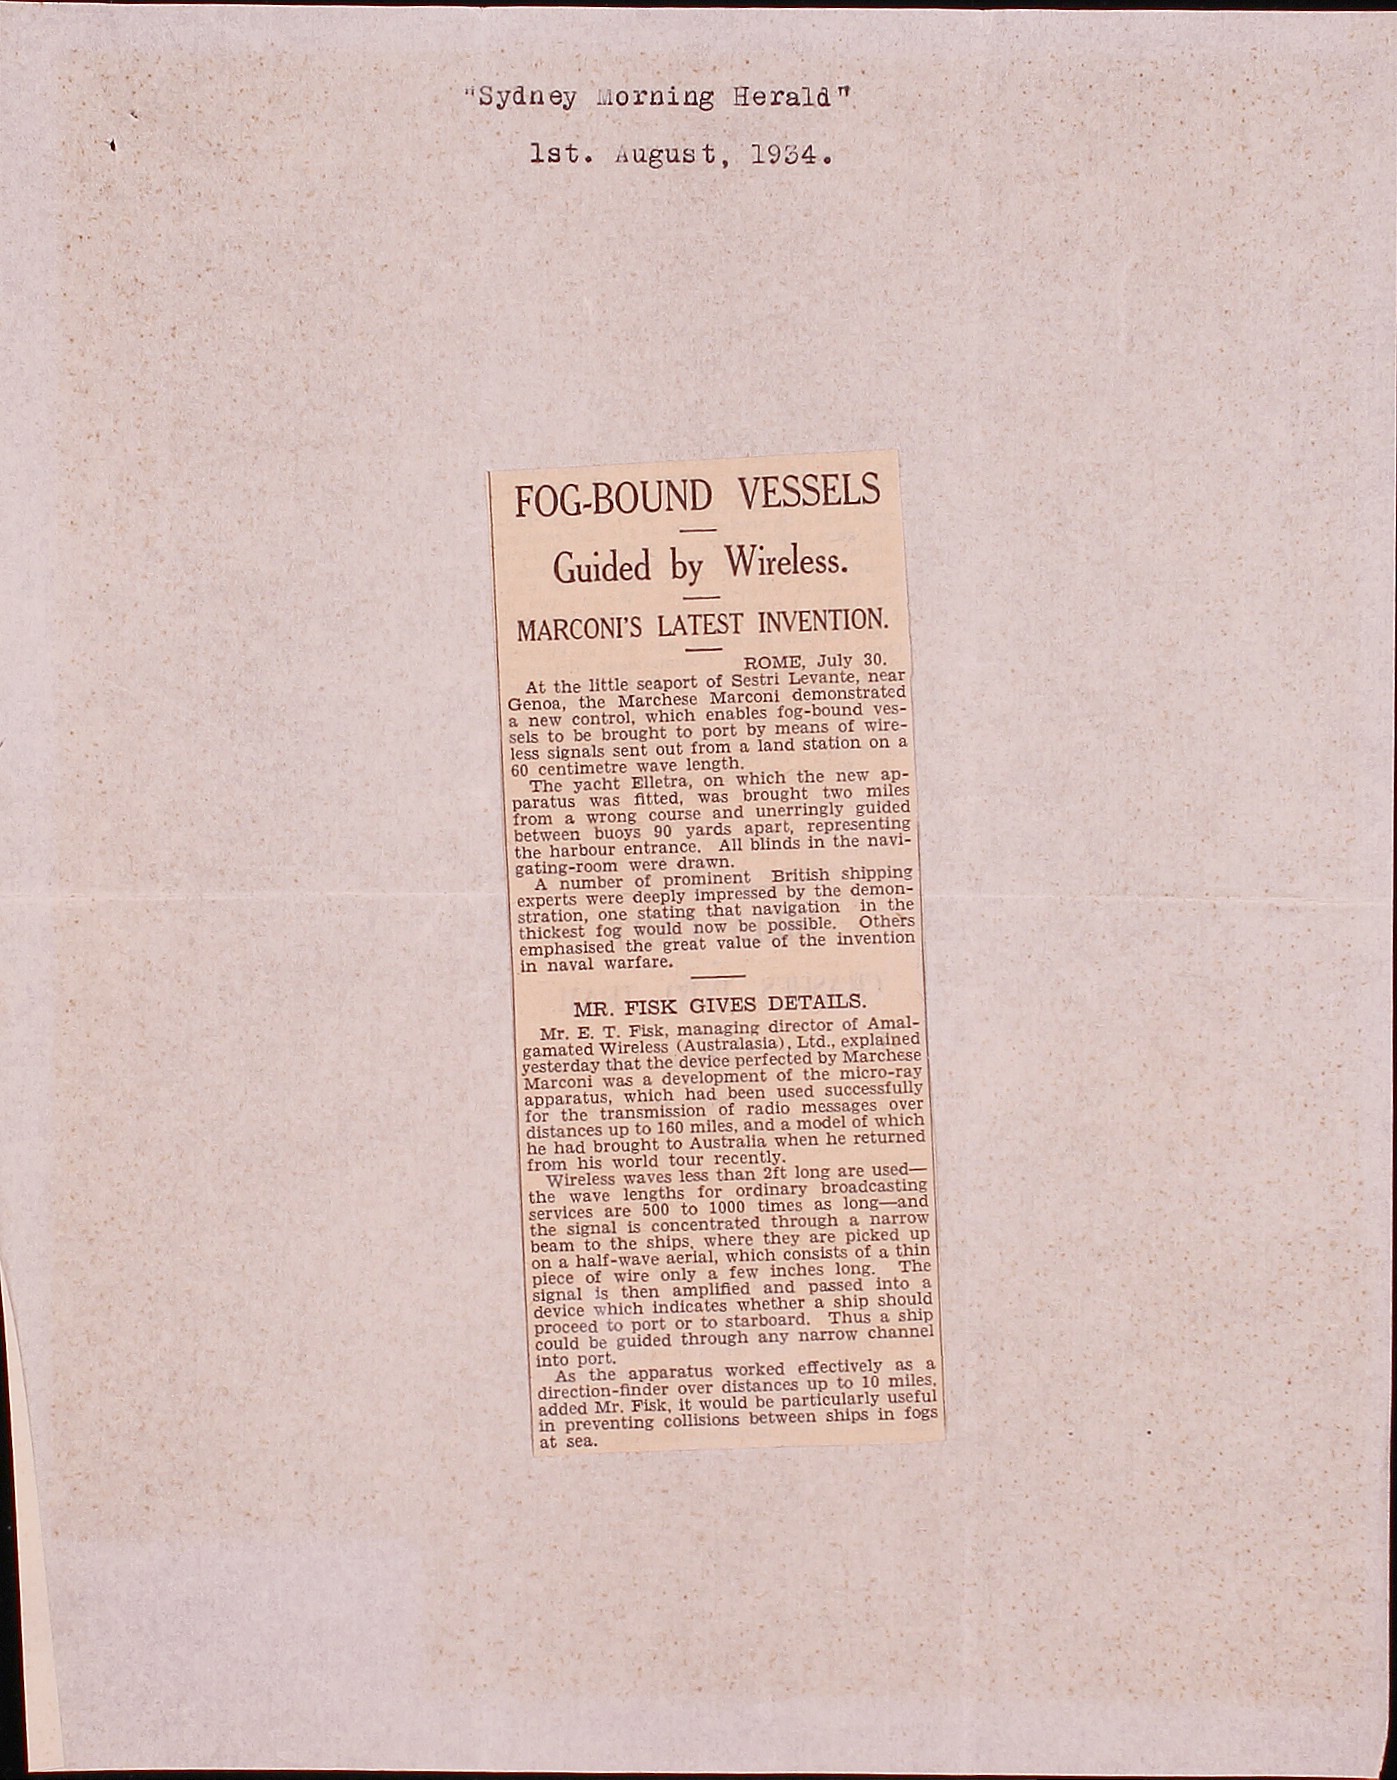 "Sydney Morning Herald"
1st. August, 1934.
FOG-BOUND VESSELS
Guided by Wireless.
MARCONI'S LATEST INVENTION.
ROME, July 30.
At the little seaport of Sestri Levante, near
Genoa, the Marchese Marconi demonstrated
a new control, which enables fog-bound ves-
sels to be brought to port by means of wire-
less signals sent out from a land station on a
60 centimetre wave length.
The yacht Elletra, on which the new ap-
paratus was fitted, was brought two miles
from a wrong course and unerringly guided
between buoys 90 yards apart, representing
the harbour entrance. All blinds in the navi-
gating-room were drawn.
A number of prominent British shipping
experts were deeply impressed by the demon-
stration, one stating that navigation in the
thickest fog would now be possible. Others
emphasised the great value of the invention
in naval warfare.
MR. FISK GIVES DETAILS.
Mr. E. T. Fisk, managing director of Amal-
gamated Wireless (Australasia), Ltd., explained
yesterday that the device perfected by Marchese
Marconi was a development of the micro-ray
apparatus, which had been used successfully
for the transmission of radio messages over
distances up to 160 miles, and a model of which
he had brought to Australia when he returned
from his world tour recently.
Wireless waves less than 2ft long are used—
the wave lengths for ordinary broadcasting
services are 500 to 1000 times as long—and
the signal is concentrated through a narrow
beam to the ships, where they are picked up
on a half-wave aerial, which consists of a thin
piece of wire only a few inches long. The
signal is then amplified and passed into a
device which indicates whether a ship should
proceed to port or to starboard. Thus a ship
could be guided through any narrow channel
into port.
As the apparatus worked effectively as a
direction-finder over distances up to 10 miles,
added Mr. Fisk, it would be particularly useful
in preventing collisions between ships in fogs
at sea.